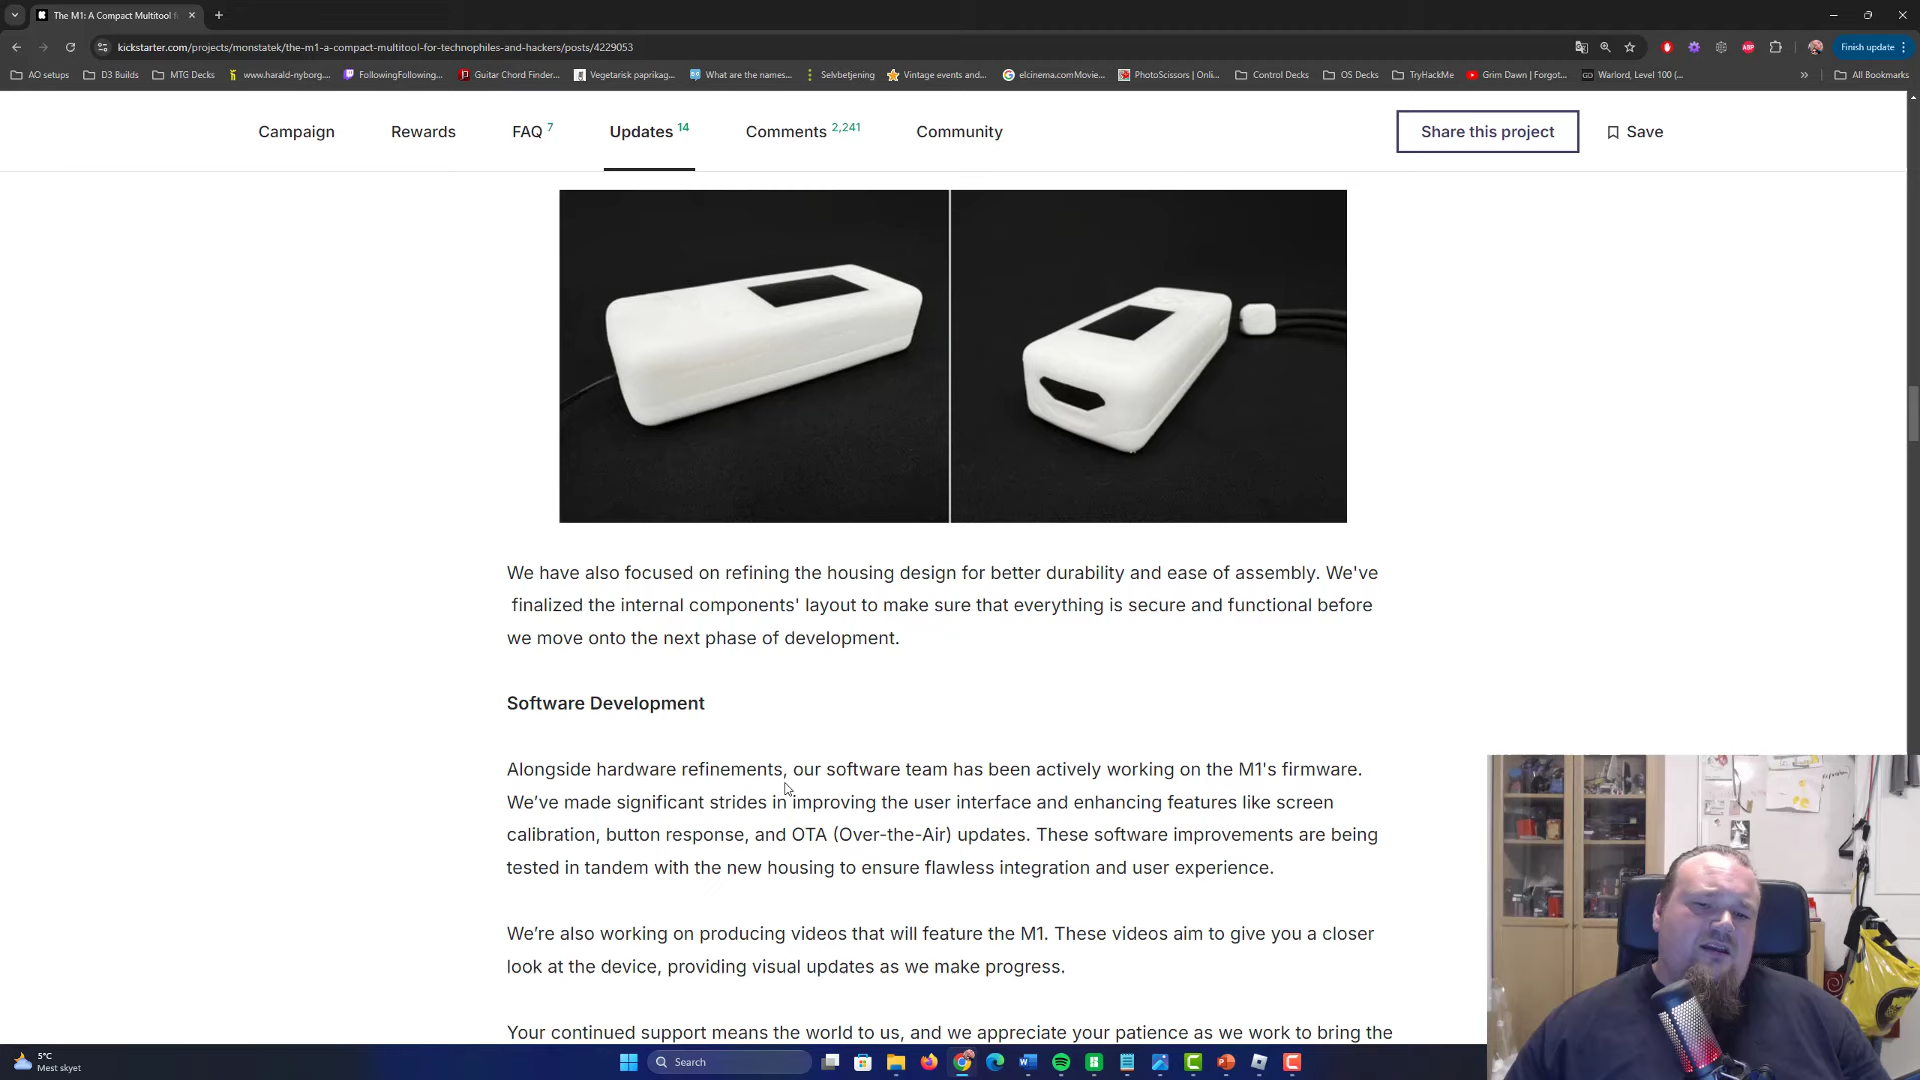 The M1: A Compact Multitool f
kickstarter.com/projects/monstatek/the-m1-a-compact-multitool-for-technophiles-and-hackers/posts/4229053
Finish update
AO setups
D3 Builds
MTG Decks
www.harald-nyborg....
FollowingFollowing...
Guitar Chord Finder...
Vegetarisk paprikag...
What are the names...
Selvbetjening
Vintage events and...
elcinema.comMovie...
PhotoScissors | Onli...
Control Decks
OS Decks
TryHackMe
Grim Dawn | Forgot...
Warlord, Level 100 (...
All Bookmarks
Campaign
Rewards
FAQ 7
Updates 14
Comments 2,241
Community
Share this project
Save
We have also focused on refining the housing design for better durability and ease of assembly. We've
finalized the internal components' layout to make sure that everything is secure and functional before
we move onto the next phase of development.
Software Development
Alongside hardware refinements, our software team has been actively working on the M1's firmware.
We’ve made significant strides in improving the user interface and enhancing features like screen
calibration, button response, and OTA (Over-the-Air) updates. These software improvements are being
tested in tandem with the new housing to ensure flawless integration and user experience.
We’re also working on producing videos that will feature the M1. These videos aim to give you a closer
look at the device, providing visual updates as we make progress.
Your continued support means the world to us, and we appreciate your patience as we work to bring the
5°C
Mest skyet
Search